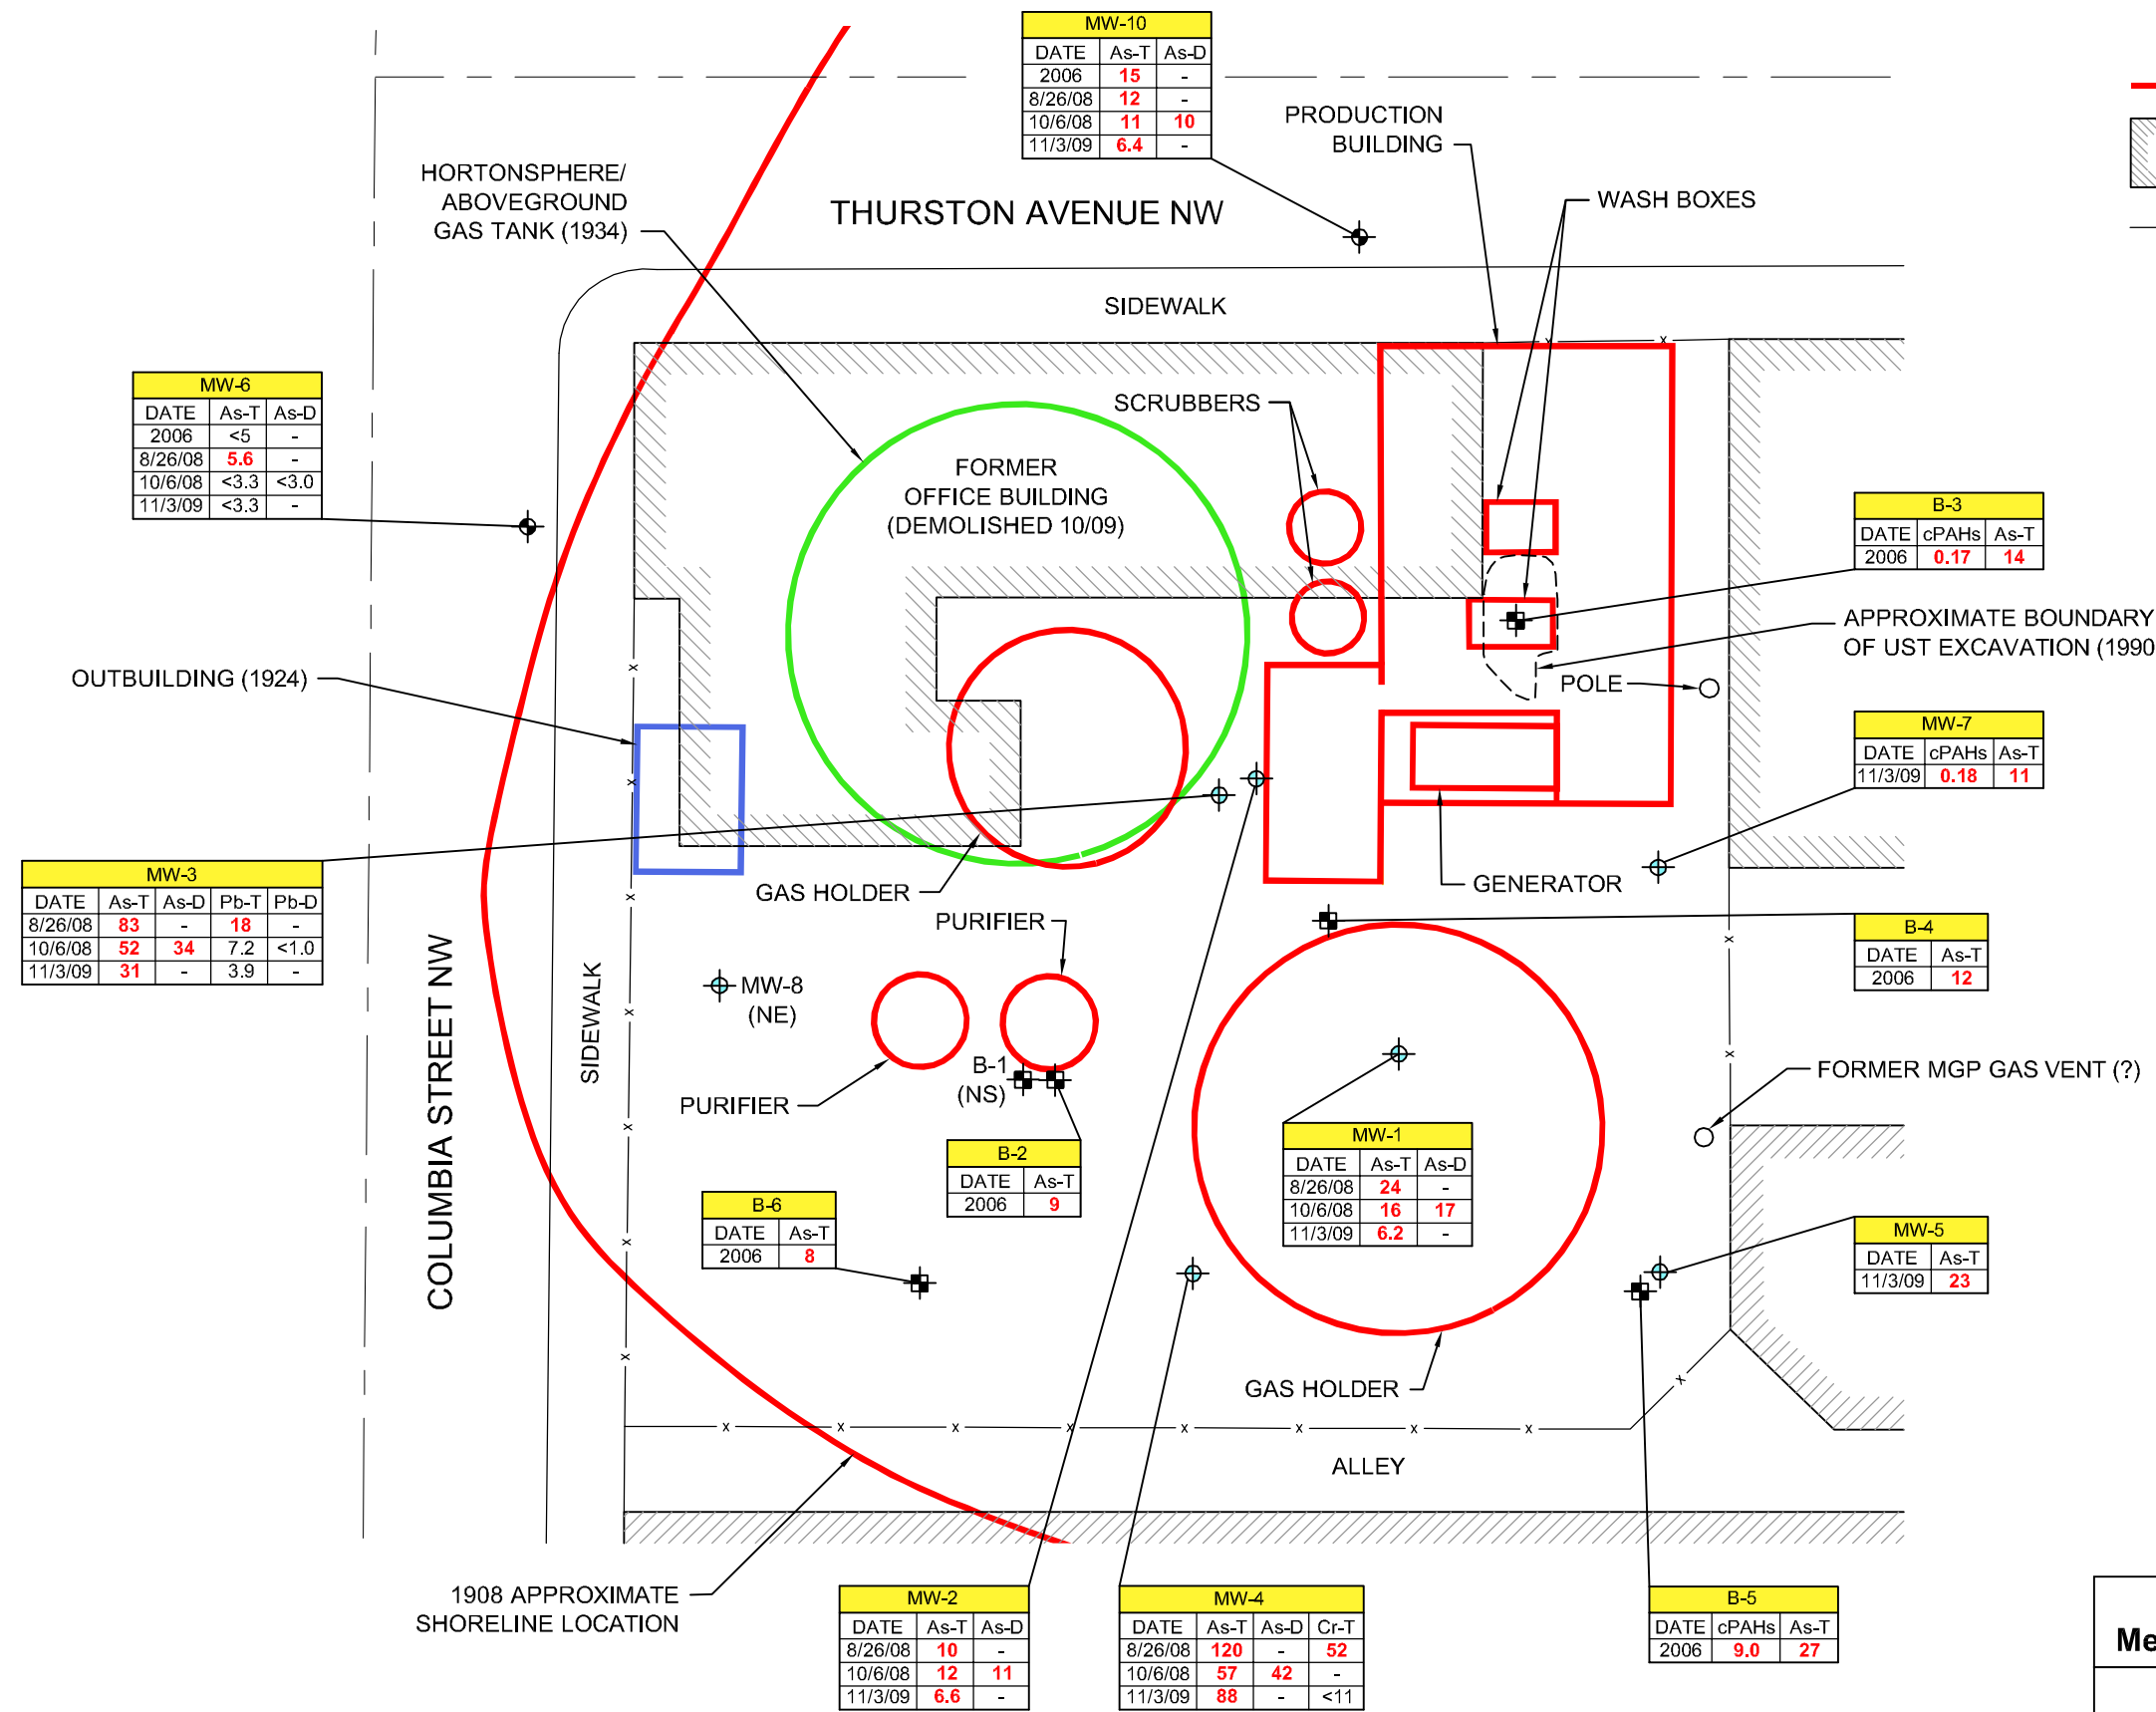 MW-10
DATE As-T As-D
2006 15 -
8/26/08 12 -
10/6/08 11 10
11/3/09 6.4 -
PRODUCTION
BUILDING
WASH BOXES
HORTONSPHERE/
ABOVEGROUND
GAS TANK (1934)
THURSTON AVENUE NW
SIDEWALK
MW-6
DATE As-T As-D
2006 <5 -
8/26/08 5.6 -
10/6/08 <3.3 <3.0
11/3/09 <3.3 -
SCRUBBERS
FORMER
OFFICE BUILDING
(DEMOLISHED 10/09)
B-3
DATE cPAHs As-T
2006 0.17 14
APPROXIMATE BOUNDARY
OF UST EXCAVATION (1990
POLE
OUTBUILDING (1924)
MW-7
DATE cPAHs As-T
11/3/09 0.18 11
MW-3
DATE As-T As-D Pb-T Pb-D
8/26/08 83 - 18 -
10/6/08 52 34 7.2 <1.0
11/3/09 31 - 3.9 -
GAS HOLDER
GENERATOR
PURIFIER
B-4
DATE As-T
2006 12
COLUMBIA STREET NW
SIDEWALK
MW-8
(NE)
B-1
(NS)
PURIFIER
FORMER MGP GAS VENT (?)
B-2
DATE As-T
2006 9
MW-1
DATE As-T As-D
8/26/08 24 -
10/6/08 16 17
11/3/09 6.2 -
B-6
DATE As-T
2006 8
MW-5
DATE As-T
11/3/09 23
GAS HOLDER
ALLEY
1908 APPROXIMATE
SHORELINE LOCATION
MW-2
DATE As-T As-D
8/26/08 10 -
10/6/08 12 11
11/3/09 6.6 -
MW-4
DATE As-T As-D Cr-T
8/26/08 120 - 52
10/6/08 57 42 -
11/3/09 88 - <11
B-5
DATE cPAHs As-T
2006 9.0 27
Me